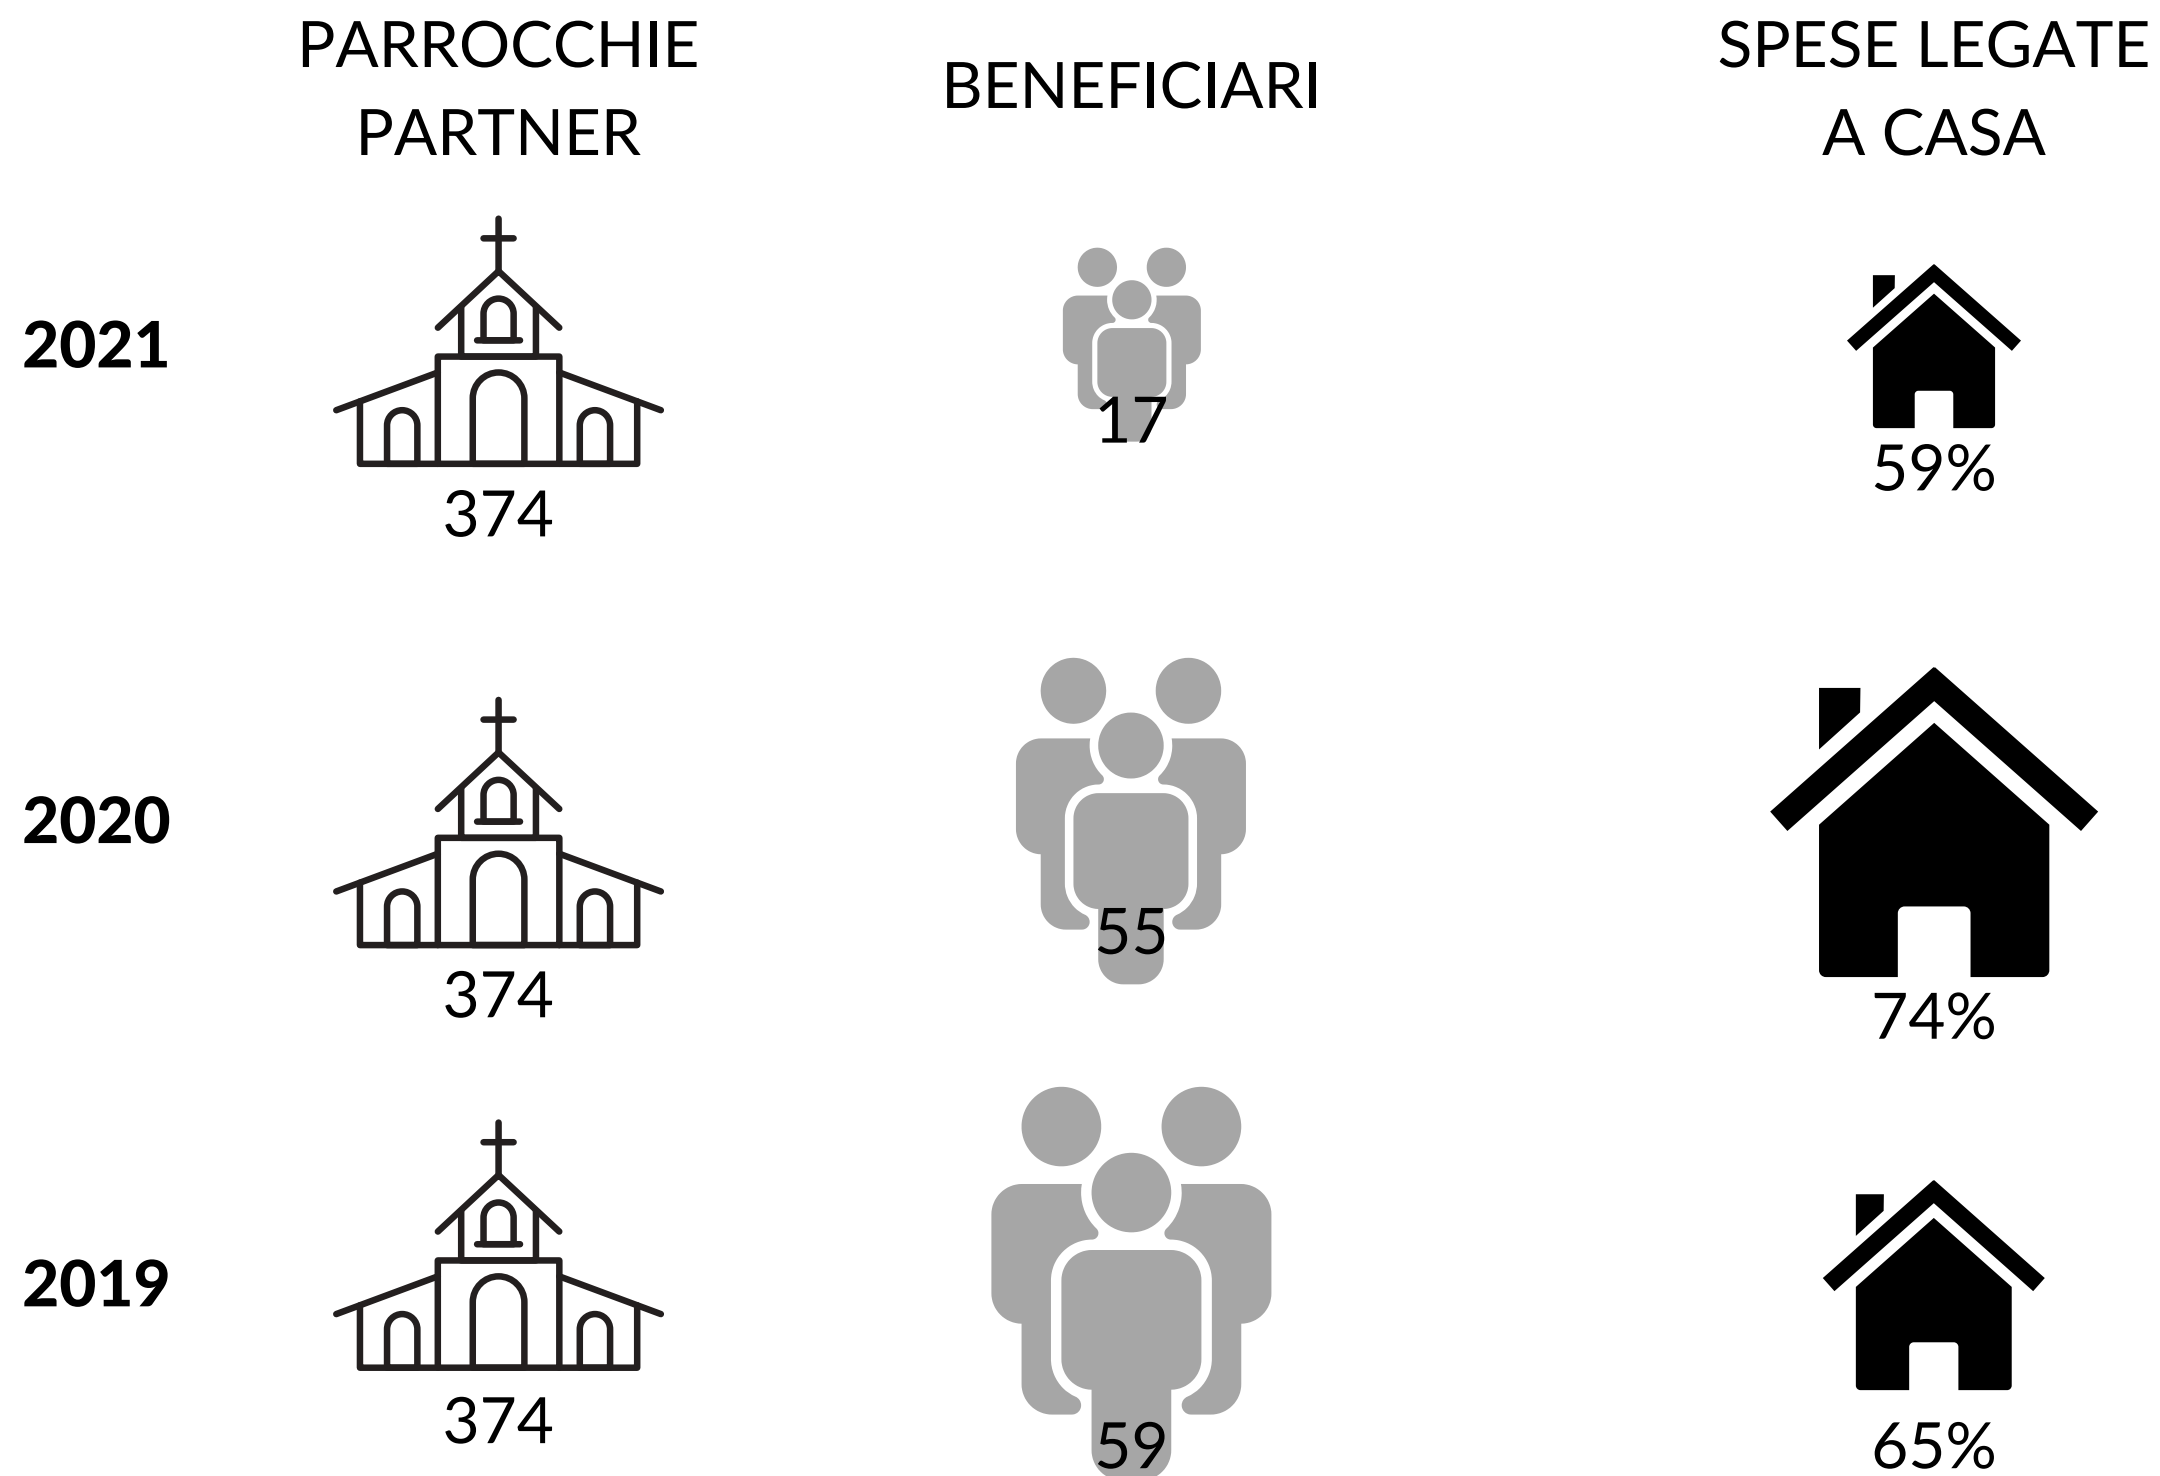 PARROCCHIE
PARTNER
BENEFICIARI
SPESE LEGATE
A CASA
2021
374
17
59%
2020
374
55
74%
2019
374
59
65%